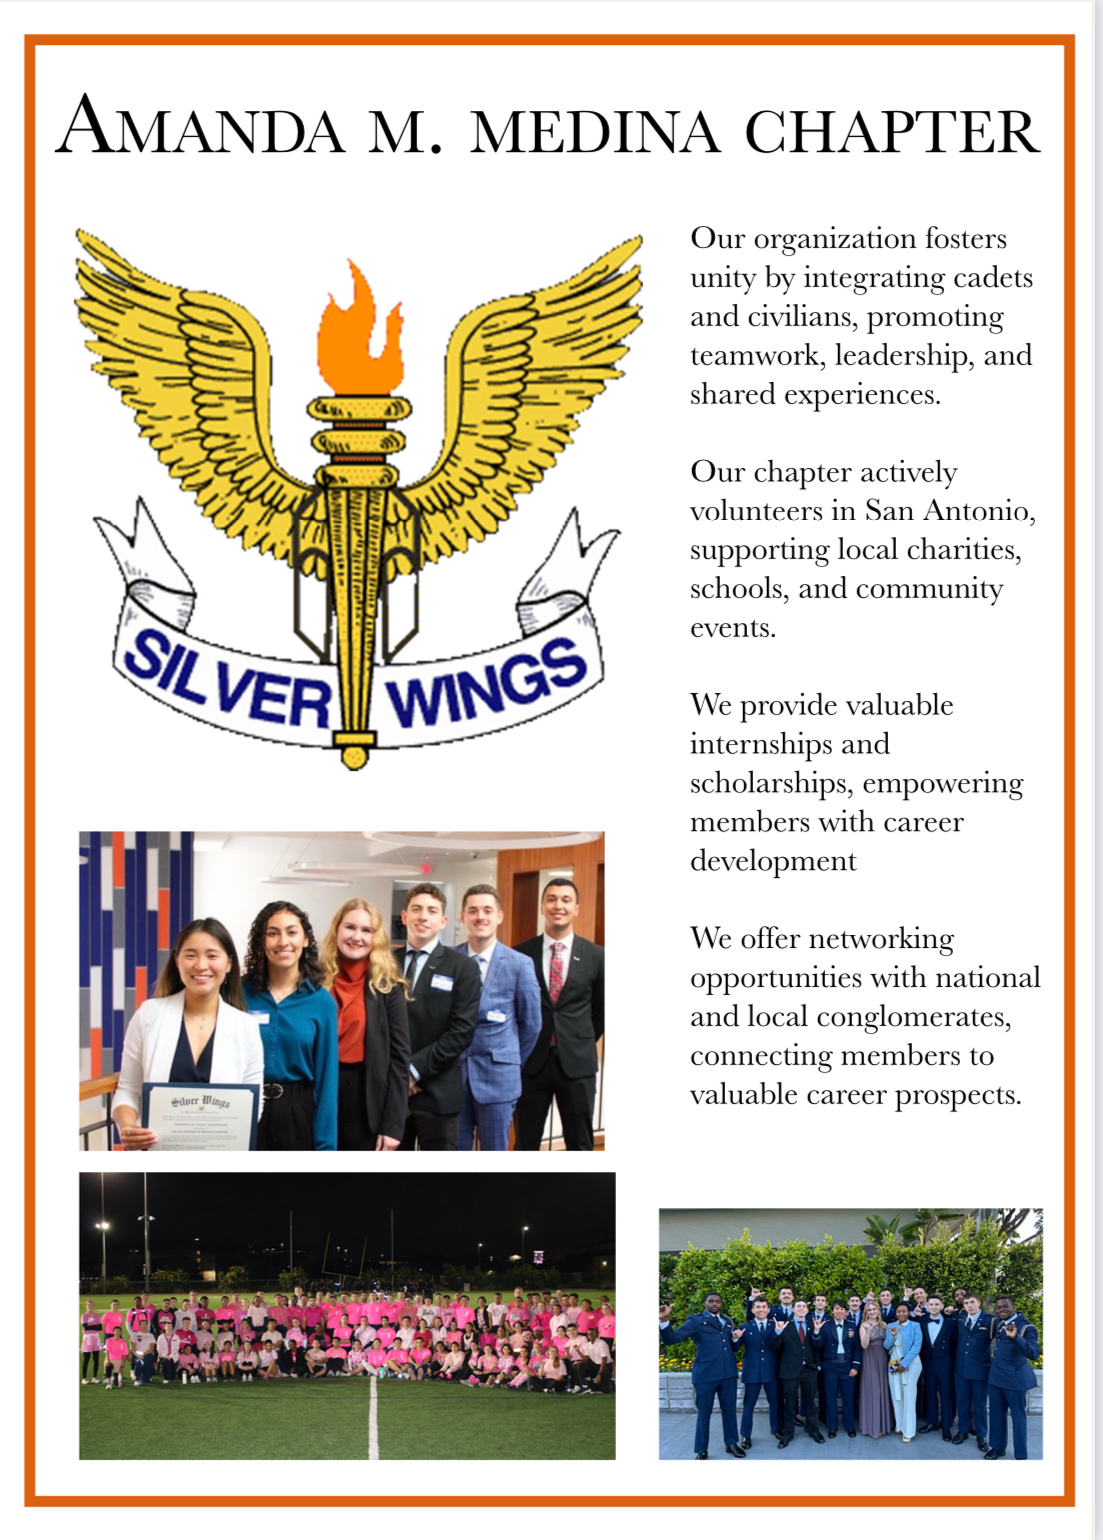 AMANDA M. MEDINA CHAPTER
Our organization fosters
unity by integrating cadets
and civilians, promoting
teamwork, leadership, and
shared experiences.
Our chapter actively
volunteers in San Antonio,
supporting local charities,
schools, and community
events.
We provide valuable
internships and
scholarships, empowering
members with career
development
We offer networking
opportunities with national
and local conglomerates,
connecting members to
valuable career prospects.
SILVER WINGS
Silver Wings